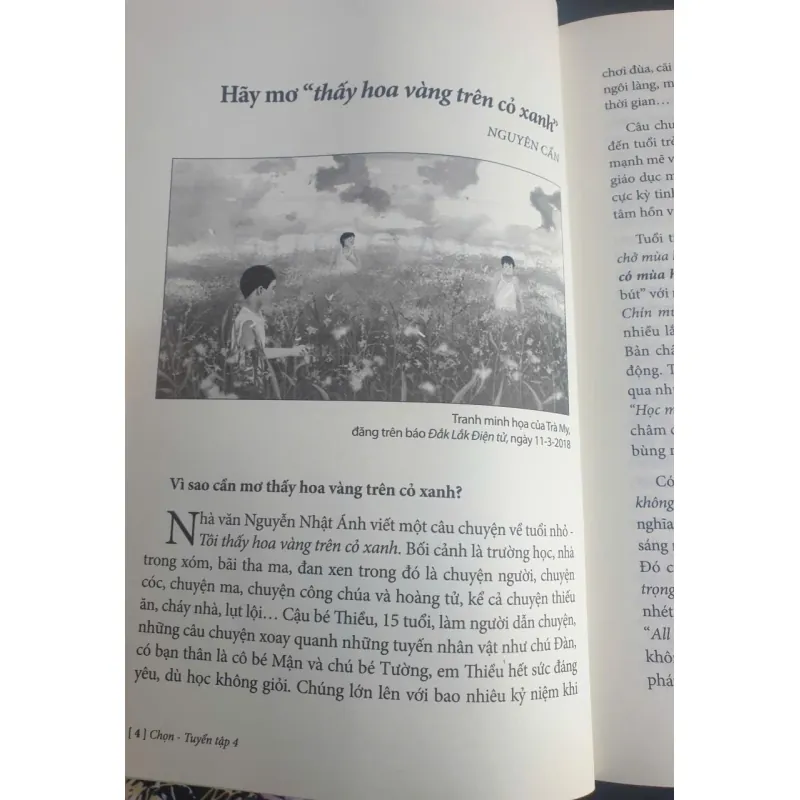 Hãy mơ “thấy hoa vàng trên cỏ xanh”
NGUYÊN CẨN
Tranh minh họa của Trà My,
đăng trên báo Đắk Lắk Điện tử, ngày 11-3-2018
Vì sao cần mơ thấy hoa vàng trên cỏ xanh?
Nhà văn Nguyễn Nhật Ánh viết một câu chuyện về tuổi nhỏ -
Tôi thấy hoa vàng trên cỏ xanh. Bối cảnh là trường học, nhà
trong xóm, bãi tha ma, đan xen trong đó là chuyện người, chuyện
cóc, chuyện ma, chuyện công chúa và hoàng tử, kể cả chuyện thiếu
ăn, cháy nhà, lụt lội… Cậu bé Thiều, 15 tuổi, làm người dẫn chuyện,
những câu chuyện xoay quanh những tuyến nhân vật như chú Đàn,
có bạn thân là cô bé Mận và chú bé Tường, em Thiều hết sức đáng
yêu, dù học không giỏi. Chúng lớn lên với bao nhiêu kỷ niệm khi
[ 4 ] Chọn - Tuyển tập 4
chơi đùa, cãi
ngôi làng, m
thời gian…
Câu chu
đến tuổi trẻ
mạnh mẽ v
giáo dục m
cực kỳ tinh
tâm hồn v
Tuổi t
chở mùa
có mùa h
bút” với
Chín mù
nhiều lắ
Bản chấ
động. T
qua nhu
“Học m
châm c
bùng n
Có
không
nghĩa
sáng
Đó c
trọng
nhét
“All
khôn
phá